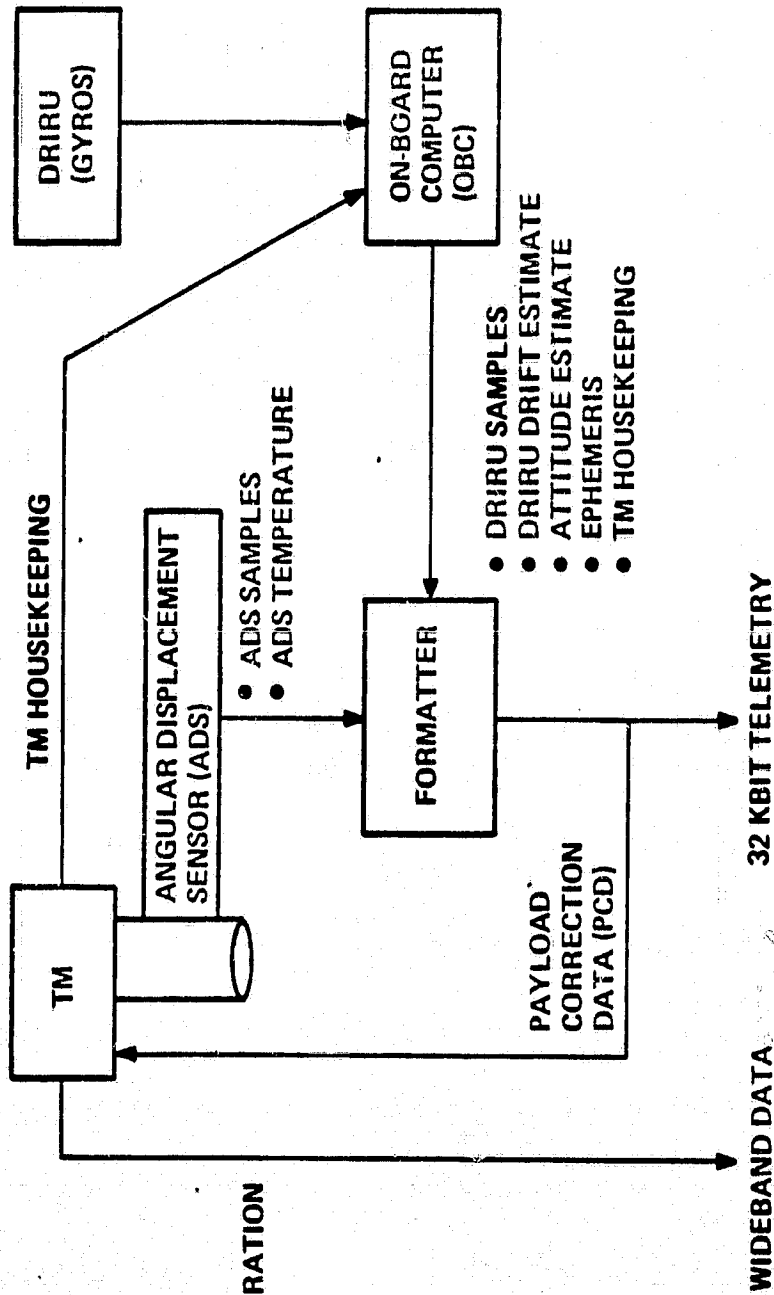 TM HOUSEKEEPING
TM
DRIRU
(GYROS)
ANGULAR DISPLACEMENT
SENSOR (ADS)
● ADS SAMPLES
● ADS TEMPERATURE
RATION
ON-BOARD
COMPUTER
(OBC)
FORMATTER
● DRIRU SAMPLES
● DRIRU DRIFT ESTIMATE
● ATTITUDE ESTIMATE
● EPHEMERIS
● TM HOUSEKEEPING
PAYLOAD
CORRECTION
DATA (PCD)
WIDEBAND DATA
32 KBIT TELEMETRY